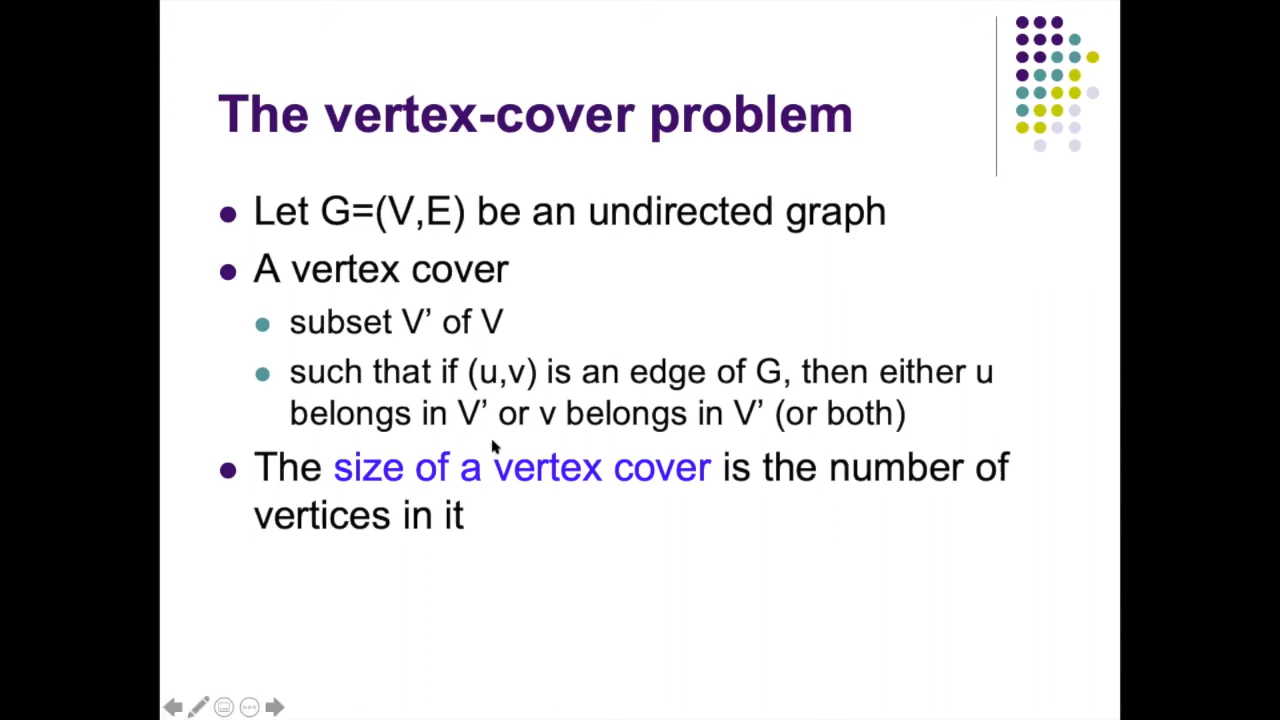 The vertex-cover problem
Let G=(V,E) be an undirected graph
A vertex cover
subset V’ of V
such that if (u,v) is an edge of G, then either u
belongs in V’ or v belongs in V’ (or both)
The size of a vertex cover is the number of
vertices in it